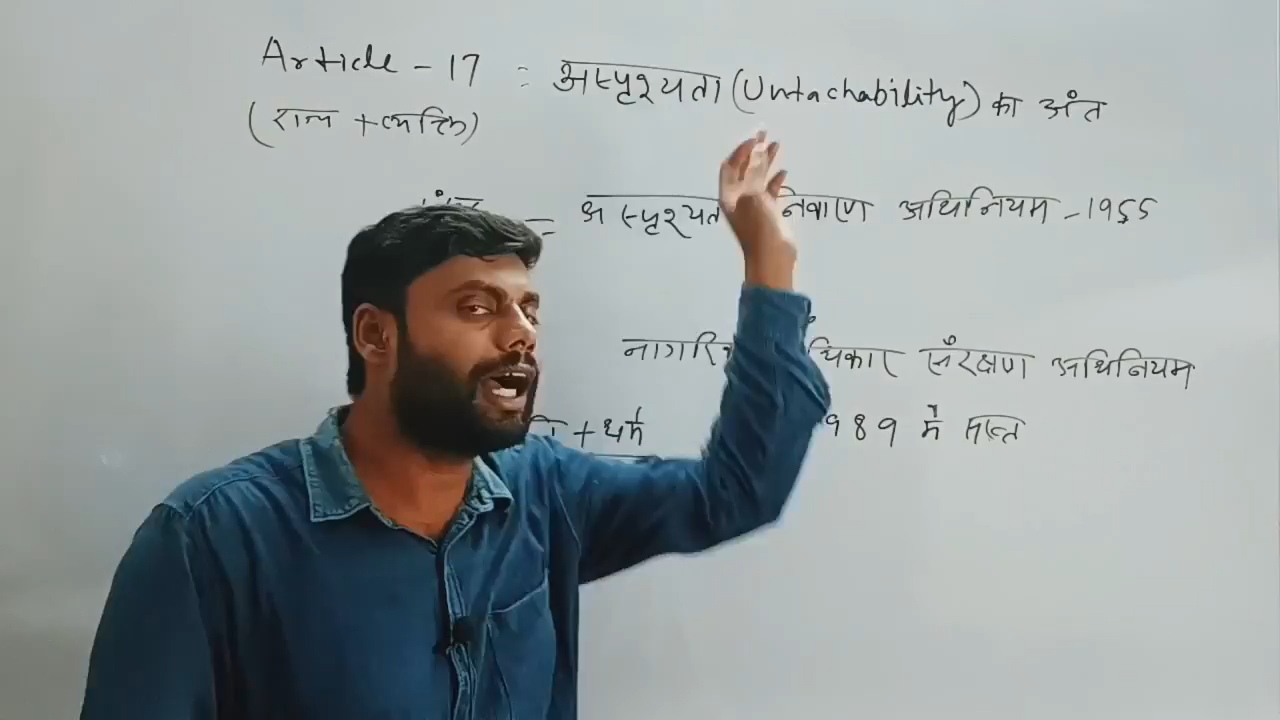 Article - 17 = अस्पृश्यता (Untachability) का अंत
(राज्य + व्यक्ति)
= अस्पृश्यत निवारण अधिनियम - 1955
नागरि धिकार संरक्षण अधिनियम
+ धर्म 989 में